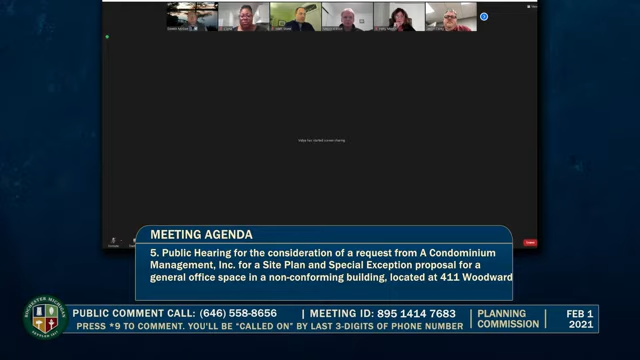 MEETING AGENDA
5. Public Hearing for the consideration of a request from A Condominium
Management, Inc. for a Site Plan and Special Exception proposal for a
general office space in a non-conforming building, located at 411 Woodward
PUBLIC COMMENT CALL: (646) 558-8656 | MEETING ID: 895 1414 7683
PRESS *9 TO COMMENT. YOU'LL BE "CALLED ON" BY LAST 3-DIGITS OF PHONE NUMBER
PLANNING
COMMISSION
FEB 1
2021